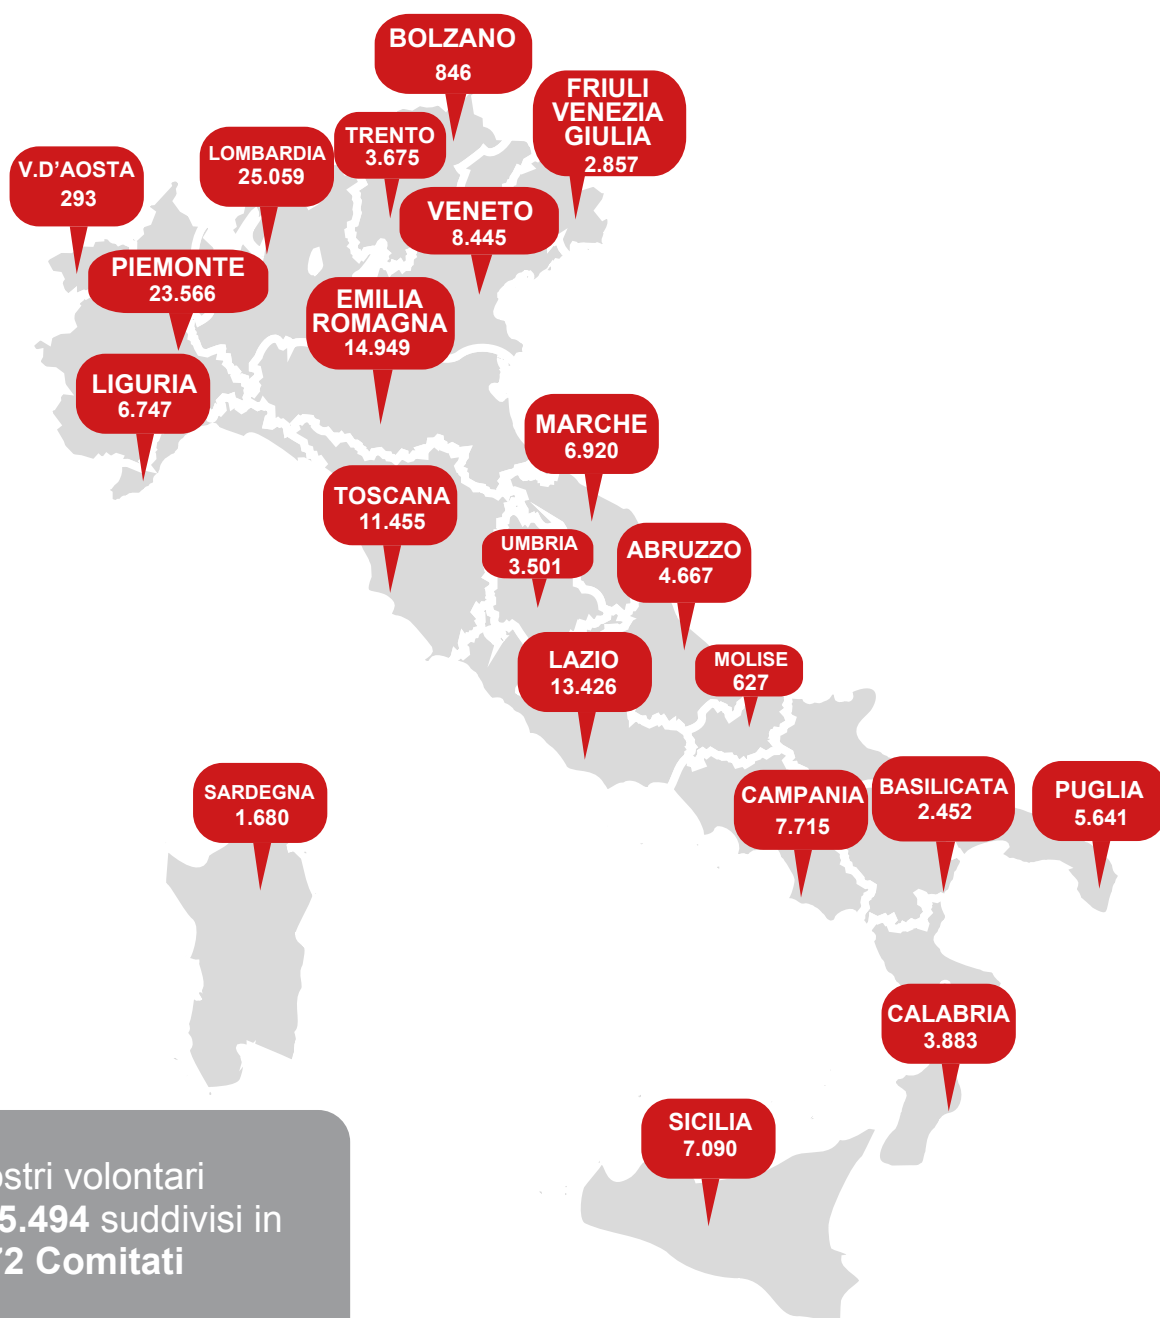 BOLZANO
846
FRIULI
VENEZIA
GIULIA
2.857
TRENTO
3.675
LOMBARDIA
25.059
V.D'AOSTA
293
VENETO
8.445
PIEMONTE
23.566
EMILIA
ROMAGNA
14.949
LIGURIA
6.747
MARCHE
6.920
TOSCANA
11.455
UMBRIA
3.501
ABRUZZO
4.667
LAZIO
13.426
MOLISE
627
SARDEGNA
1.680
CAMPANIA
7.715
BASILICATA
2.452
PUGLIA
5.641
CALABRIA
3.883
SICILIA
7.090
ostri volontari
5.494 suddivisi in
72 Comitati